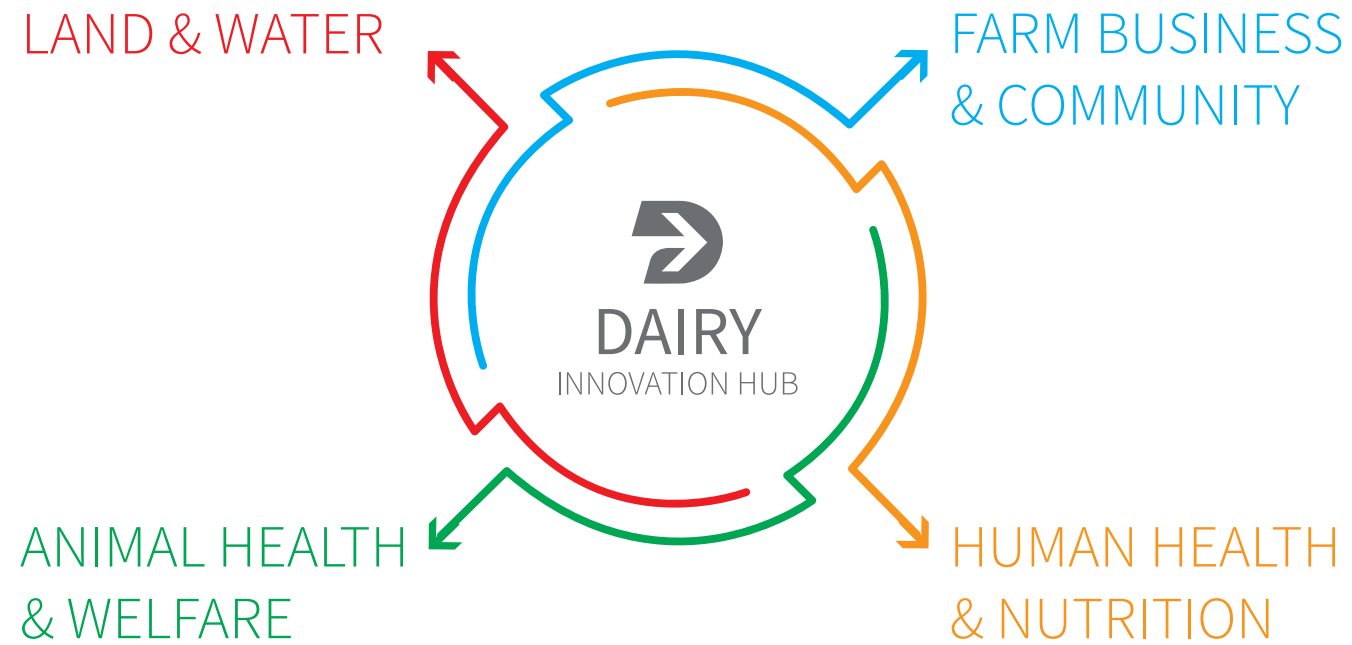 LAND & WATER
FARM BUSINESS
& COMMUNITY
DAIRY
INNOVATION HUB
ANIMAL HEALTH
& WELFARE
HUMAN HEALTH
& NUTRITION